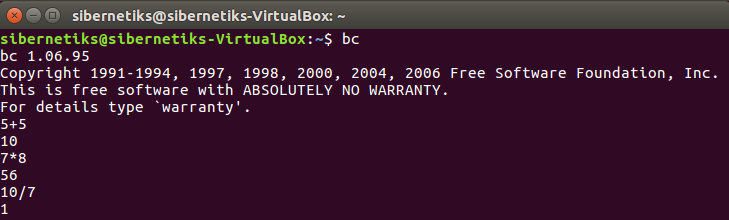 sibernetiks@sibernetiks-VirtualBox: ~
sibernetiks@sibernetiks-VirtualBox:~$ bc
bc 1.06.95
Copyright 1991-1994, 1997, 1998, 2000, 2004, 2006 Free Software Foundation, Inc.
This is free software with ABSOLUTELY NO WARRANTY.
For details type `warranty'.
5+5
10
7*8
56
10/7
1